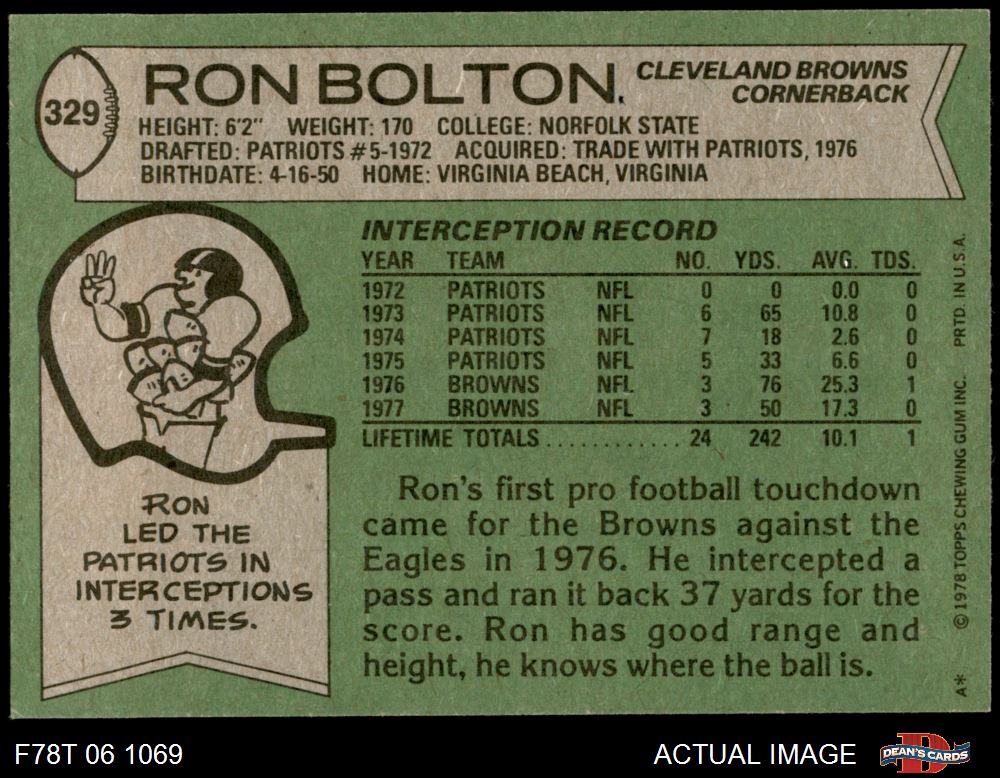 329
RON BOLTON.
CLEVELAND BROWNS
CORNERBACK
HEIGHT: 6'2" WEIGHT: 170 COLLEGE: NORFOLK STATE
DRAFTED: PATRIOTS #5-1972 ACQUIRED: TRADE WITH PATRIOTS, 1976
BIRTHDATE: 4-16-50 HOME: VIRGINIA BEACH, VIRGINIA
INTERCEPTION RECORD
YEAR TEAM NO. YDS. AVG. TDS.
1972 PATRIOTS NFL 0 0 0.0 0
1973 PATRIOTS NFL 6 65 10.8 0
1974 PATRIOTS NFL 7 18 2.6 0
1975 PATRIOTS NFL 5 33 6.6 0
1976 BROWNS NFL 3 76 25.3 1
1977 BROWNS NFL 3 50 17.3 0
LIFETIME TOTALS ............ 24 242 10.1 1
RON
LED THE
PATRIOTS IN
INTERCEPTIONS
3 TIMES.
Ron's first pro football touchdown
came for the Browns against the
Eagles in 1976. He intercepted a
pass and ran it back 37 yards for the
score. Ron has good range and
height, he knows where the ball is.
A* © 1978 TOPPS CHEWING GUM INC. PRTD. IN U.S.A.
F78T 06 1069
ACTUAL IMAGE
DEAN'S CARDS